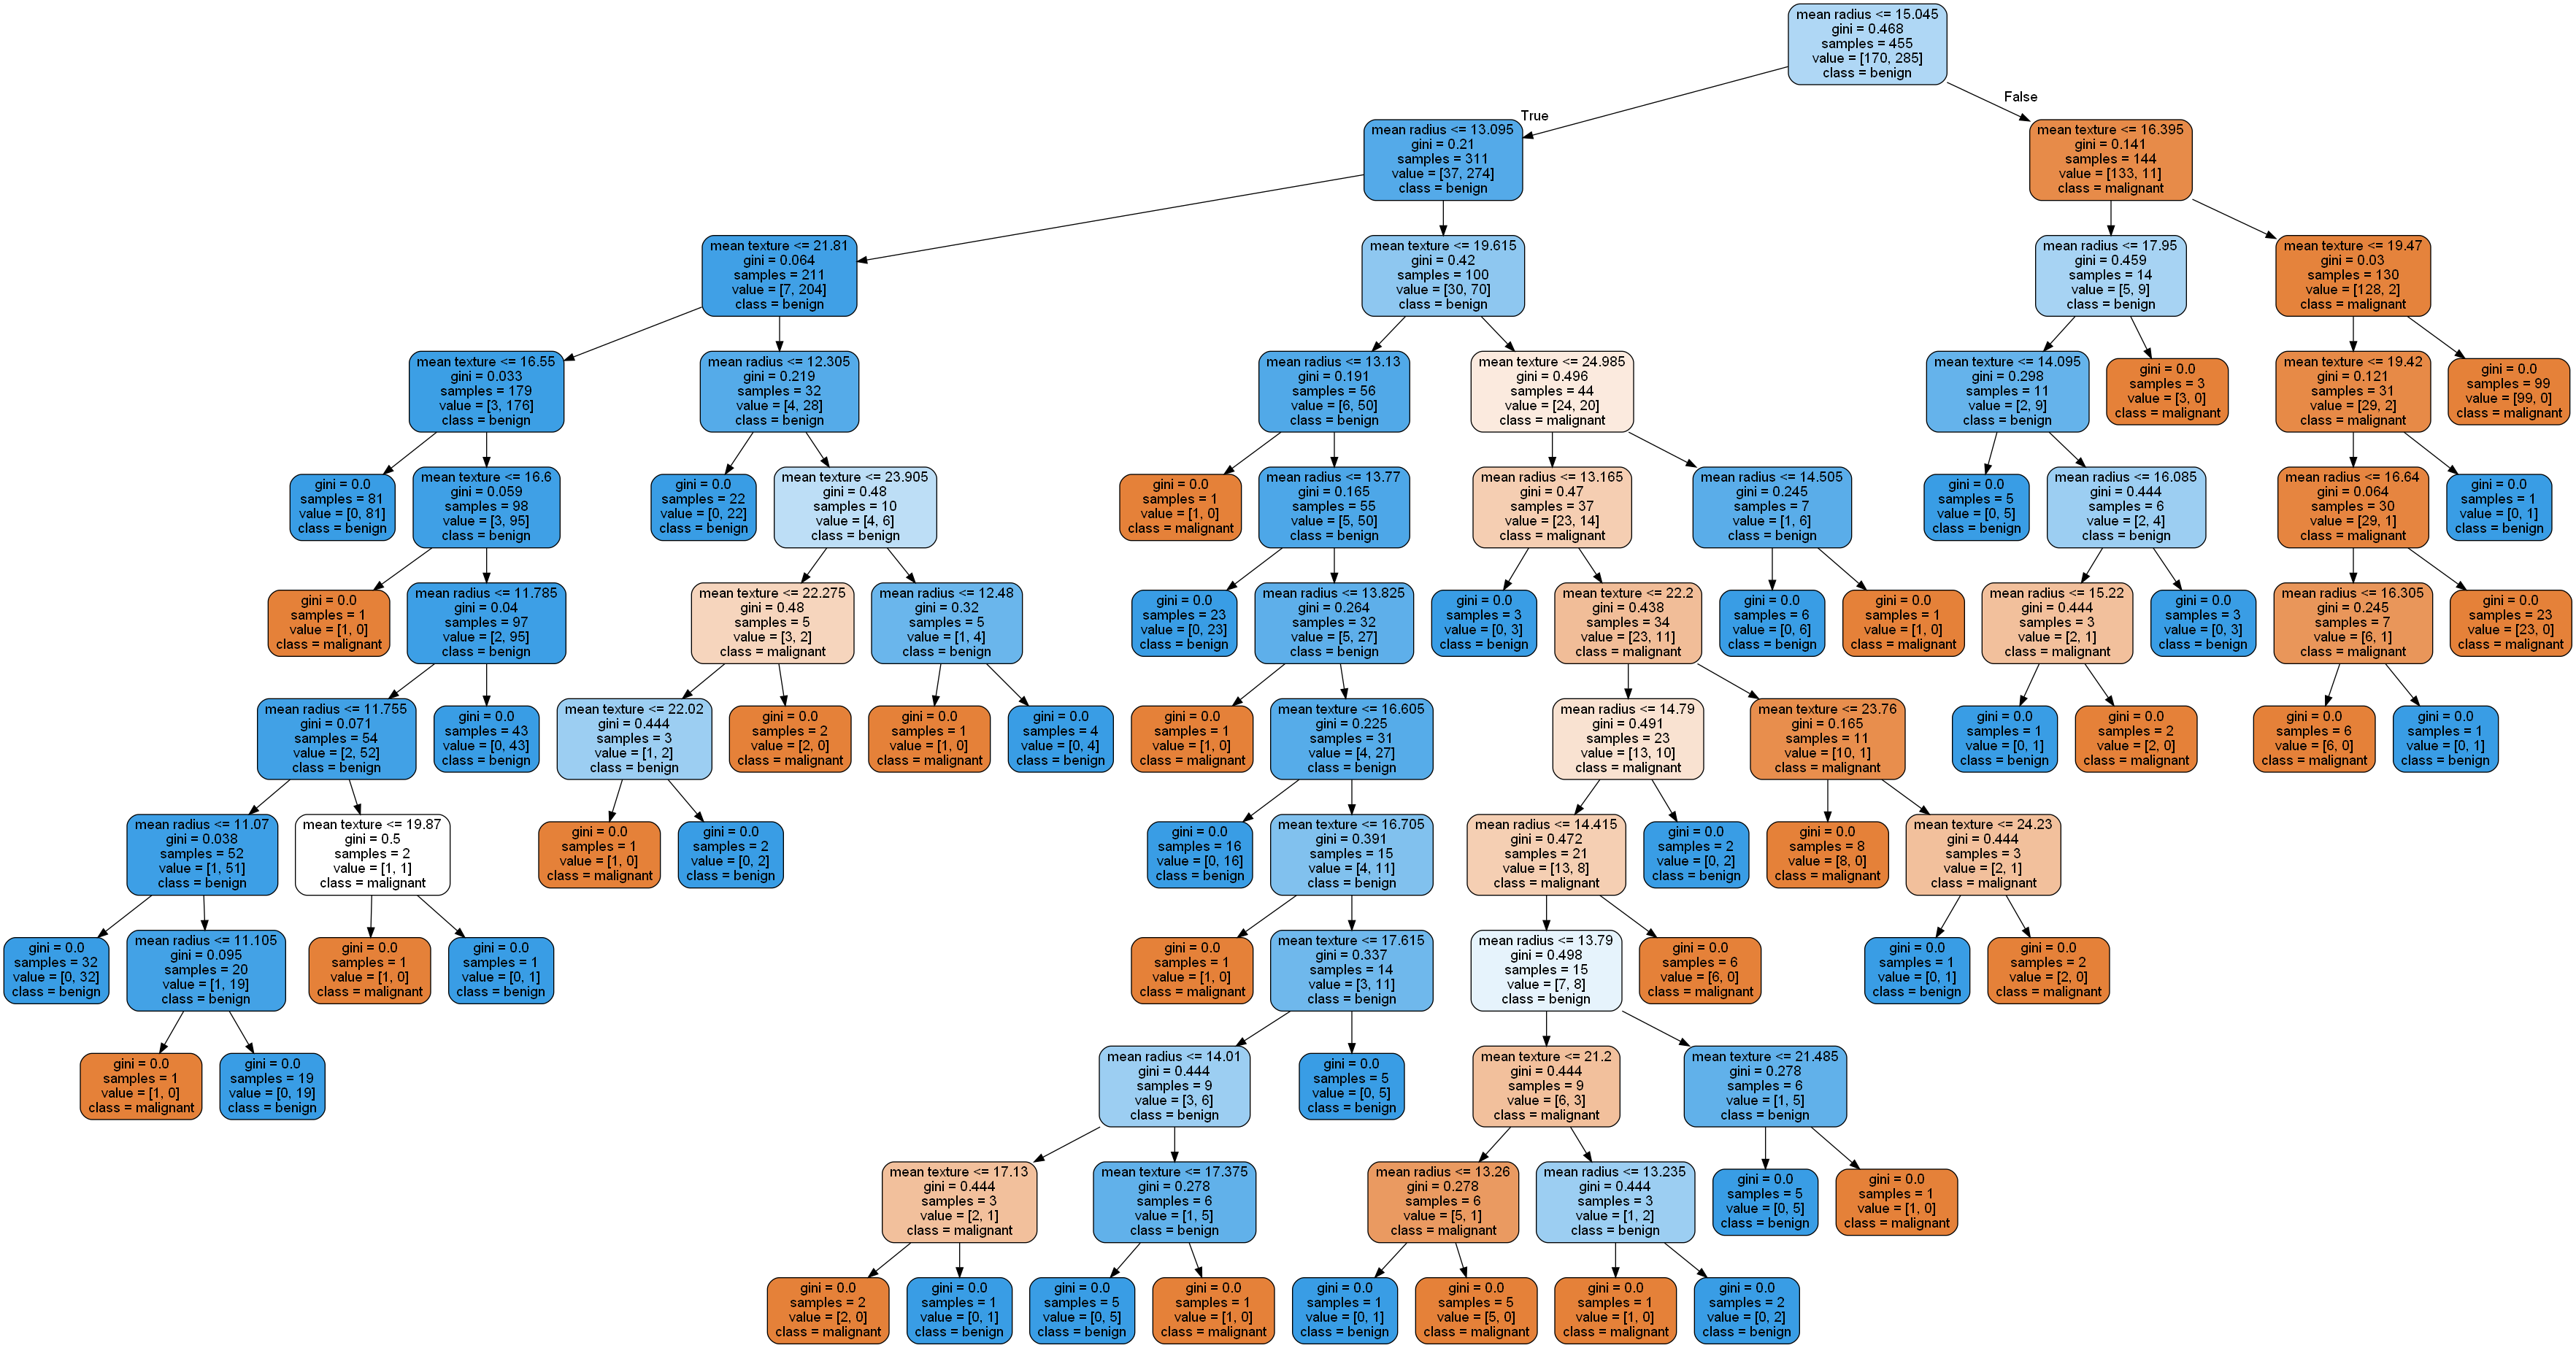 mean radius <= 15.045
gini = 0.468
samples = 455
value = [170, 285]
class = benign
True
False
mean radius <= 13.095
gini = 0.21
samples = 311
value = [37, 274]
class = benign
mean texture <= 16.395
gini = 0.141
samples = 144
value = [133, 11]
class = malignant
mean texture <= 21.81
gini = 0.064
samples = 211
value = [7, 204]
class = benign
mean texture <= 19.615
gini = 0.42
samples = 100
value = [30, 70]
class = benign
mean radius <= 17.95
gini = 0.459
samples = 14
value = [5, 9]
class = benign
mean texture <= 19.47
gini = 0.03
samples = 130
value = [128, 2]
class = malignant
mean texture <= 16.55
gini = 0.033
samples = 179
value = [3, 176]
class = benign
mean radius <= 12.305
gini = 0.219
samples = 32
value = [4, 28]
class = benign
mean radius <= 13.13
gini = 0.191
samples = 56
value = [6, 50]
class = benign
mean texture <= 24.985
gini = 0.496
samples = 44
value = [24, 20]
class = malignant
mean texture <= 14.095
gini = 0.298
samples = 11
value = [2, 9]
class = benign
gini = 0.0
samples = 3
value = [3, 0]
class = malignant
mean texture <= 19.42
gini = 0.121
samples = 31
value = [29, 2]
class = malignant
gini = 0.0
samples = 99
value = [99, 0]
class = malignant
gini = 0.0
samples = 81
value = [0, 81]
class = benign
mean texture <= 16.6
gini = 0.059
samples = 98
value = [3, 95]
class = benign
gini = 0.0
samples = 22
value = [0, 22]
class = benign
mean texture <= 23.905
gini = 0.48
samples = 10
value = [4, 6]
class = benign
gini = 0.0
samples = 1
value = [1, 0]
class = malignant
mean radius <= 13.77
gini = 0.165
samples = 55
value = [5, 50]
class = benign
mean radius <= 13.165
gini = 0.47
samples = 37
value = [23, 14]
class = malignant
mean radius <= 14.505
gini = 0.245
samples = 7
value = [1, 6]
class = benign
gini = 0.0
samples = 5
value = [0, 5]
class = benign
mean radius <= 16.085
gini = 0.444
samples = 6
value = [2, 4]
class = benign
mean radius <= 16.64
gini = 0.064
samples = 30
value = [29, 1]
class = malignant
gini = 0.0
samples = 1
value = [0, 1]
class = benign
gini = 0.0
samples = 1
value = [1, 0]
class = malignant
mean radius <= 11.785
gini = 0.04
samples = 97
value = [2, 95]
class = benign
mean texture <= 22.275
gini = 0.48
samples = 5
value = [3, 2]
class = malignant
mean radius <= 12.48
gini = 0.32
samples = 5
value = [1, 4]
class = benign
gini = 0.0
samples = 23
value = [0, 23]
class = benign
mean radius <= 13.825
gini = 0.264
samples = 32
value = [5, 27]
class = benign
gini = 0.0
samples = 3
value = [0, 3]
class = benign
mean texture <= 22.2
gini = 0.438
samples = 34
value = [23, 11]
class = malignant
gini = 0.0
samples = 6
value = [0, 6]
class = benign
gini = 0.0
samples = 1
value = [1, 0]
class = malignant
mean radius <= 15.22
gini = 0.444
samples = 3
value = [2, 1]
class = malignant
gini = 0.0
samples = 3
value = [0, 3]
class = benign
mean radius <= 16.305
gini = 0.245
samples = 7
value = [6, 1]
class = malignant
gini = 0.0
samples = 23
value = [23, 0]
class = malignant
mean radius <= 11.755
gini = 0.071
samples = 54
value = [2, 52]
class = benign
gini = 0.0
samples = 43
value = [0, 43]
class = benign
mean texture <= 22.02
gini = 0.444
samples = 3
value = [1, 2]
class = benign
gini = 0.0
samples = 2
value = [2, 0]
class = malignant
gini = 0.0
samples = 1
value = [1, 0]
class = malignant
gini = 0.0
samples = 4
value = [0, 4]
class = benign
gini = 0.0
samples = 1
value = [1, 0]
class = malignant
mean texture <= 16.605
gini = 0.225
samples = 31
value = [4, 27]
class = benign
mean radius <= 14.79
gini = 0.491
samples = 23
value = [13, 10]
class = malignant
mean texture <= 23.76
gini = 0.165
samples = 11
value = [10, 1]
class = malignant
gini = 0.0
samples = 1
value = [0, 1]
class = benign
gini = 0.0
samples = 2
value = [2, 0]
class = malignant
gini = 0.0
samples = 6
value = [6, 0]
class = malignant
gini = 0.0
samples = 1
value = [0, 1]
class = benign
mean radius <= 11.07
gini = 0.038
samples = 52
value = [1, 51]
class = benign
mean texture <= 19.87
gini = 0.5
samples = 2
value = [1, 1]
class = malignant
gini = 0.0
samples = 1
value = [1, 0]
class = malignant
gini = 0.0
samples = 2
value = [0, 2]
class = benign
gini = 0.0
samples = 16
value = [0, 16]
class = benign
mean texture <= 16.705
gini = 0.391
samples = 15
value = [4, 11]
class = benign
mean radius <= 14.415
gini = 0.472
samples = 21
value = [13, 8]
class = malignant
gini = 0.0
samples = 2
value = [0, 2]
class = benign
gini = 0.0
samples = 8
value = [8, 0]
class = malignant
mean texture <= 24.23
gini = 0.444
samples = 3
value = [2, 1]
class = malignant
gini = 0.0
samples = 32
value = [0, 32]
class = benign
mean radius <= 11.105
gini = 0.095
samples = 20
value = [1, 19]
class = benign
gini = 0.0
samples = 1
value = [1, 0]
class = malignant
gini = 0.0
samples = 1
value = [0, 1]
class = benign
gini = 0.0
samples = 1
value = [1, 0]
class = malignant
mean texture <= 17.615
gini = 0.337
samples = 14
value = [3, 11]
class = benign
mean radius <= 13.79
gini = 0.498
samples = 15
value = [7, 8]
class = benign
gini = 0.0
samples = 6
value = [6, 0]
class = malignant
gini = 0.0
samples = 1
value = [0, 1]
class = benign
gini = 0.0
samples = 2
value = [2, 0]
class = malignant
gini = 0.0
samples = 1
value = [1, 0]
class = malignant
gini = 0.0
samples = 19
value = [0, 19]
class = benign
mean radius <= 14.01
gini = 0.444
samples = 9
value = [3, 6]
class = benign
gini = 0.0
samples = 5
value = [0, 5]
class = benign
mean texture <= 21.2
gini = 0.444
samples = 9
value = [6, 3]
class = malignant
mean texture <= 21.485
gini = 0.278
samples = 6
value = [1, 5]
class = benign
mean texture <= 17.13
gini = 0.444
samples = 3
value = [2, 1]
class = malignant
mean texture <= 17.375
gini = 0.278
samples = 6
value = [1, 5]
class = benign
mean radius <= 13.26
gini = 0.278
samples = 6
value = [5, 1]
class = malignant
mean radius <= 13.235
gini = 0.444
samples = 3
value = [1, 2]
class = benign
gini = 0.0
samples = 5
value = [0, 5]
class = benign
gini = 0.0
samples = 1
value = [1, 0]
class = malignant
gini = 0.0
samples = 2
value = [2, 0]
class = malignant
gini = 0.0
samples = 1
value = [0, 1]
class = benign
gini = 0.0
samples = 5
value = [0, 5]
class = benign
gini = 0.0
samples = 1
value = [1, 0]
class = malignant
gini = 0.0
samples = 1
value = [0, 1]
class = benign
gini = 0.0
samples = 5
value = [5, 0]
class = malignant
gini = 0.0
samples = 1
value = [1, 0]
class = malignant
gini = 0.0
samples = 2
value = [0, 2]
class = benign